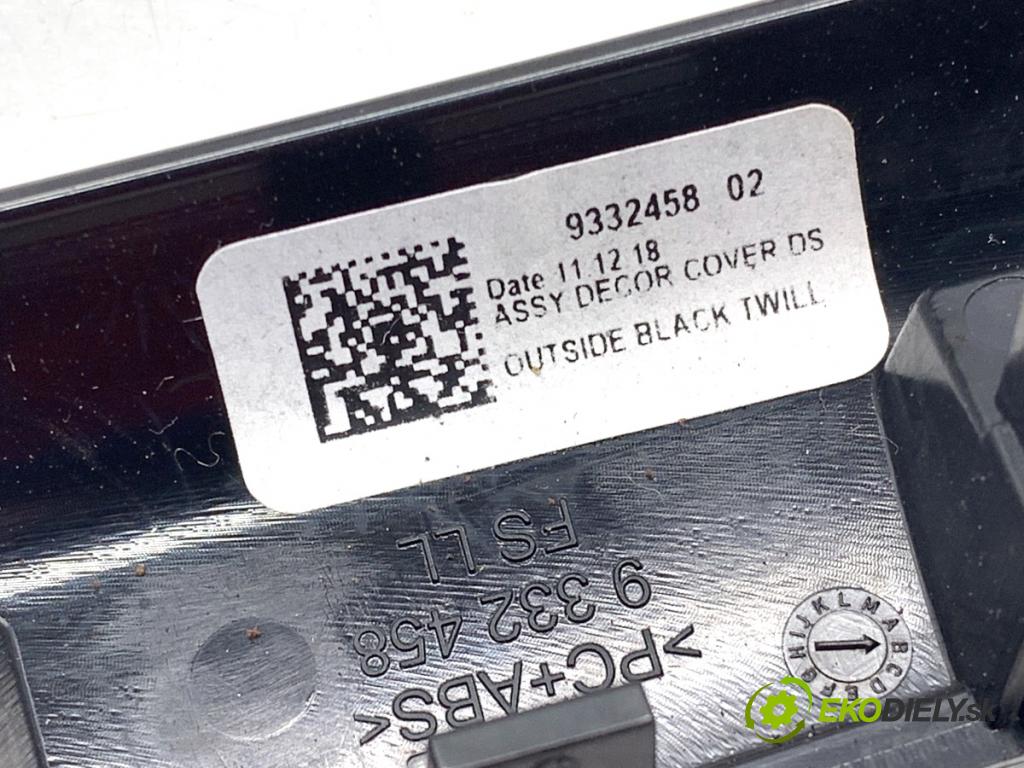 9332458 02
Date 11.12 18
ASSY DECOR COVER DS
OUTSIDE BLACK TWILL
FS LL
9 332 458
>PC+ABS<
HIJKLMABCDEFG
EKODIELY.sk